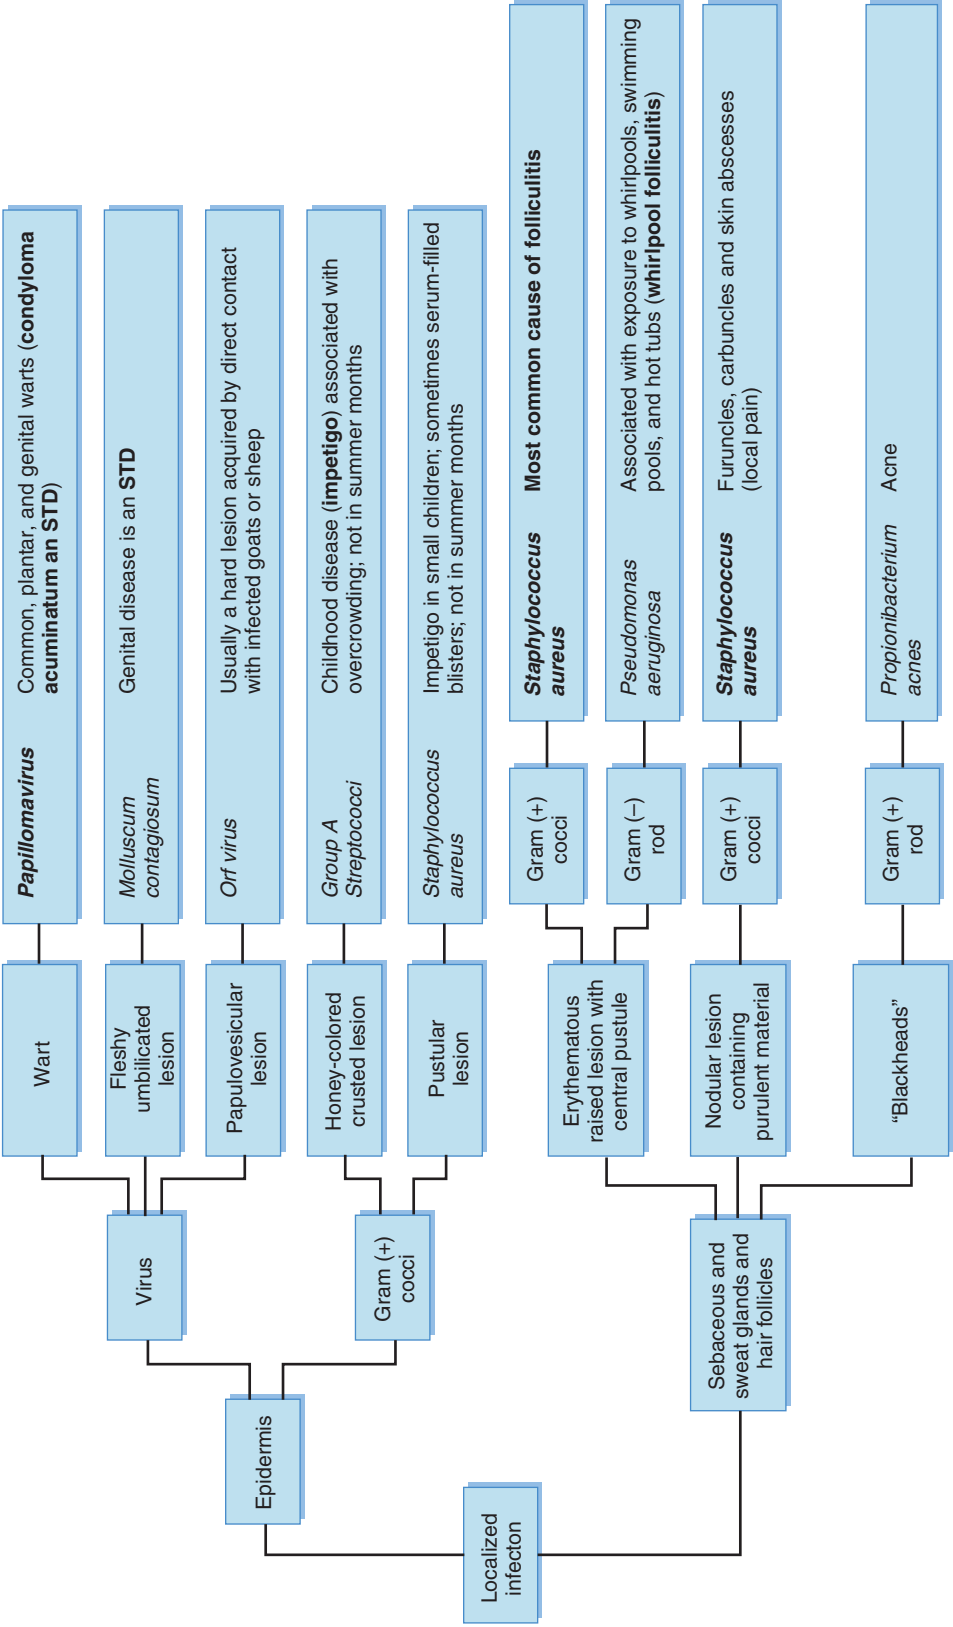 Localized
infecton
Epidermis
Virus
Wart
Papillomavirus
Common, plantar, and genital warts (condyloma
acuminatum an STD)
Fleshy
umbilicated
lesion
Molluscum
contagiosum
Genital disease is an STD
Papulovesicular
lesion
Orf virus
Usually a hard lesion acquired by direct contact
with infected goats or sheep
Gram (+)
cocci
Honey-colored
crusted lesion
Group A
Streptococci
Childhood disease (impetigo) associated with
overcrowding; not in summer months
Pustular
lesion
Staphylococcus
aureus
Impetigo in small children; sometimes serum-filled
blisters; not in summer months
Sebaceous and
sweat glands and
hair follicles
Erythematous
raised lesion with
central pustule
Gram (+)
cocci
Staphylococcus
aureus
Most common cause of folliculitis
Gram (−)
rod
Pseudomonas
aeruginosa
Associated with exposure to whirlpools, swimming
pools, and hot tubs (whirlpool folliculitis)
Nodular lesion
containing
purulent material
Gram (+)
cocci
Staphylococcus
aureus
Furuncles, carbuncles and skin abscesses
(local pain)
“Blackheads”
Gram (+)
rod
Propionibacterium
acnes
Acne